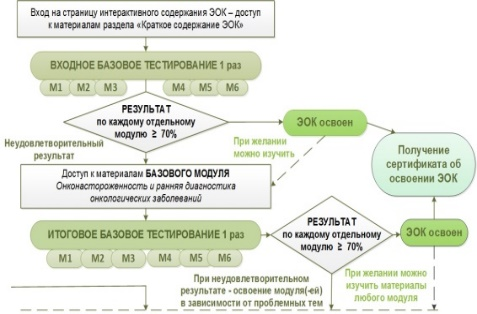 Вход на страницу интерактивного содержания ЭОК – доступ
к материалам раздела «Краткое содержание ЭОК»
ВХОДНОЕ БАЗОВОЕ ТЕСТИРОВАНИЕ 1 раз
М1 М2 М3 М4 М5 М6
РЕЗУЛЬТАТ
по каждому отдельному
модулю ≥ 70%
ЭОК освоен
Неудовлетворительный
результат
При желании
можно изучить
Получение
сертификата об
освоении ЭОК
Доступ к материалам БАЗОВОГО МОДУЛЯ
Онконастороженность и ранняя диагностика
онкологических заболеваний
ИТОГОВОЕ БАЗОВОЕ ТЕСТИРОВАНИЕ 1 раз
М1 М2 М3 М4 М5 М6
РЕЗУЛЬТАТ
по каждому отдельному
модулю ≥ 70%
ЭОК освоен
При неудовлетворительном
результате - освоение модуля(-ей)
в зависимости от проблемных тем
При желании можно
изучить материалы
любого модуля